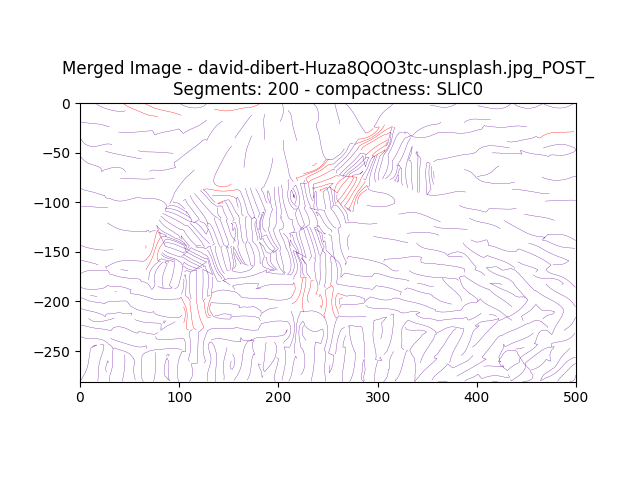 Merged Image - david-dibert-Huza8QOO3tc-unsplash.jpg_POST_
Segments: 200 - compactness: SLIC0
0
−50
−100
−150
−200
−250
0 100 200 300 400 500